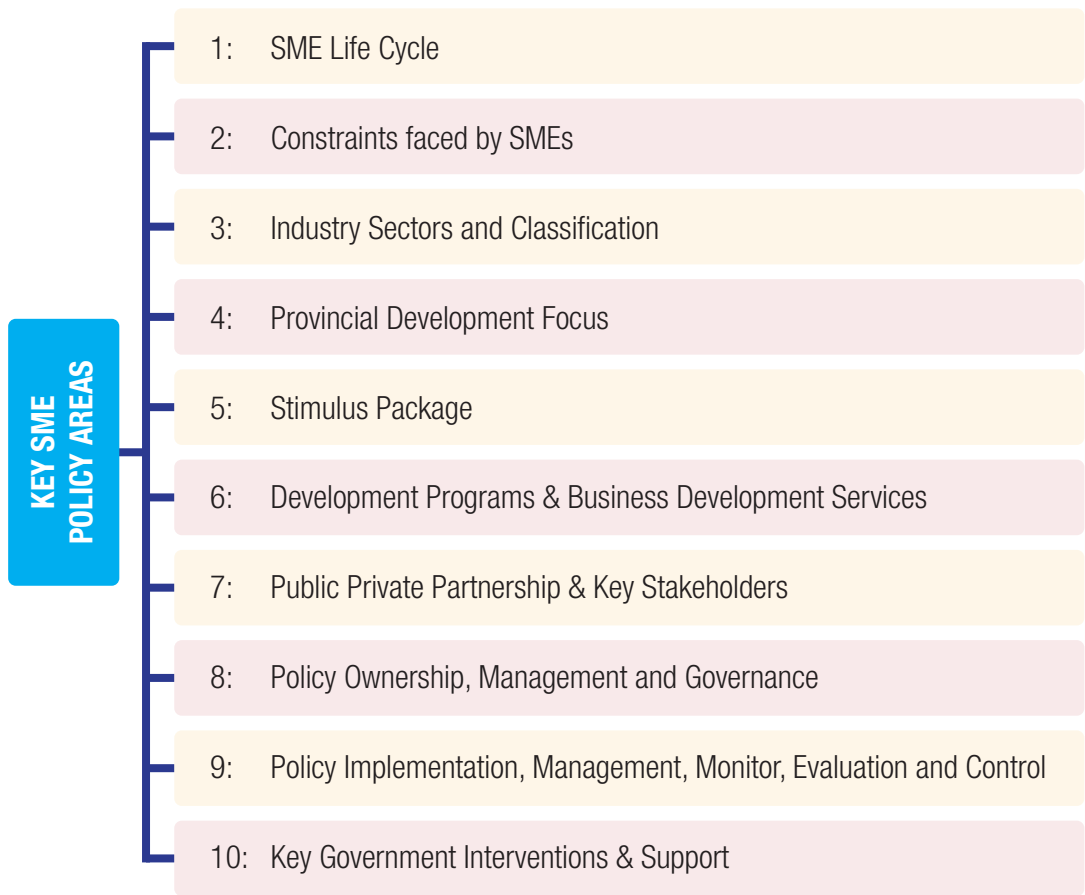 KEY SME
POLICY AREAS
1: SME Life Cycle
2: Constraints faced by SMEs
3: Industry Sectors and Classification
4: Provincial Development Focus
5: Stimulus Package
6: Development Programs & Business Development Services
7: Public Private Partnership & Key Stakeholders
8: Policy Ownership, Management and Governance
9: Policy Implementation, Management, Monitor, Evaluation and Control
10: Key Government Interventions & Support